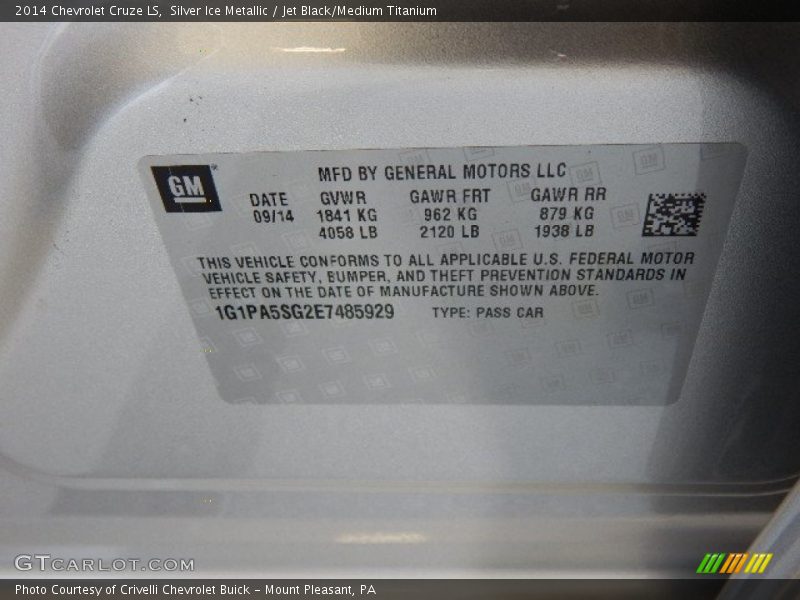 2014 Chevrolet Cruze LS, Silver Ice Metallic / Jet Black/Medium Titanium
GM
MFD BY GENERAL MOTORS LLC
DATE GVWR GAWR FRT GAWR RR
09/14 1841 KG 962 KG 879 KG
4058 LB 2120 LB 1938 LB
THIS VEHICLE CONFORMS TO ALL APPLICABLE U.S. FEDERAL MOTOR
VEHICLE SAFETY, BUMPER, AND THEFT PREVENTION STANDARDS IN
EFFECT ON THE DATE OF MANUFACTURE SHOWN ABOVE.
1G1PA5SG2E7485929 TYPE: PASS CAR
GTCARLOT.COM
Photo Courtesy of Crivelli Chevrolet Buick - Mount Pleasant, PA